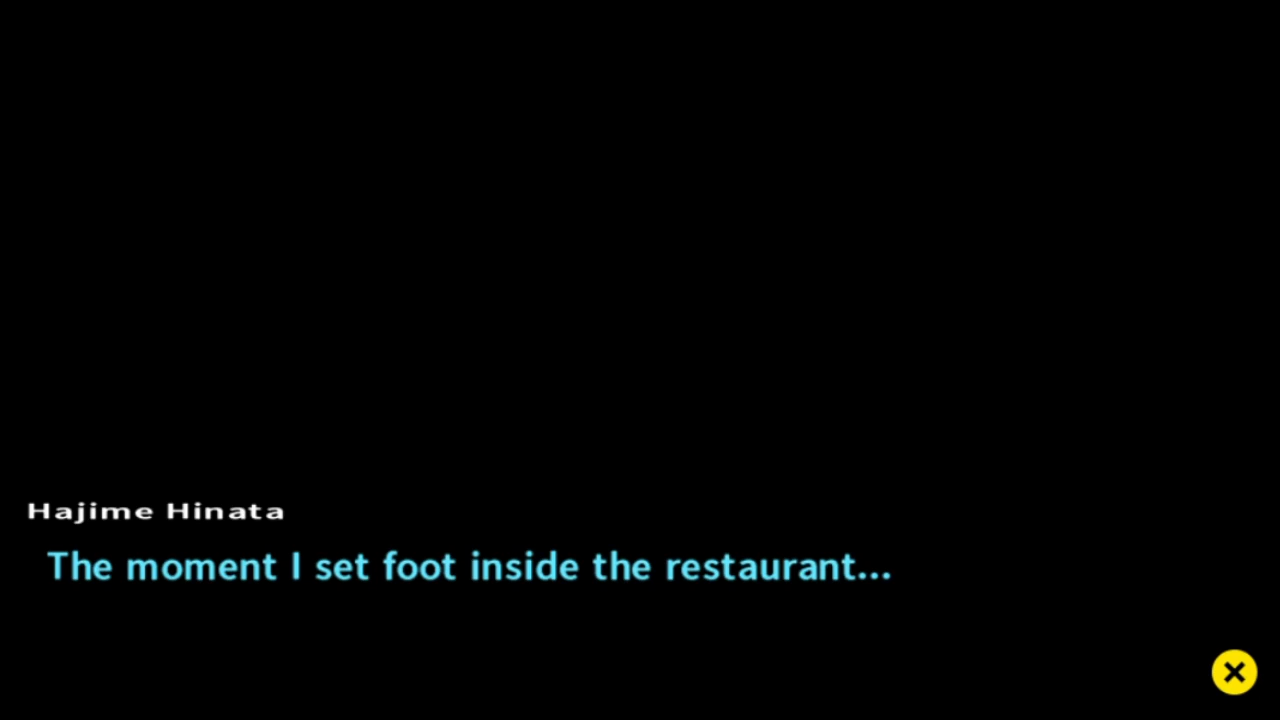 Hajime Hinata
The moment I set foot inside the restaurant...